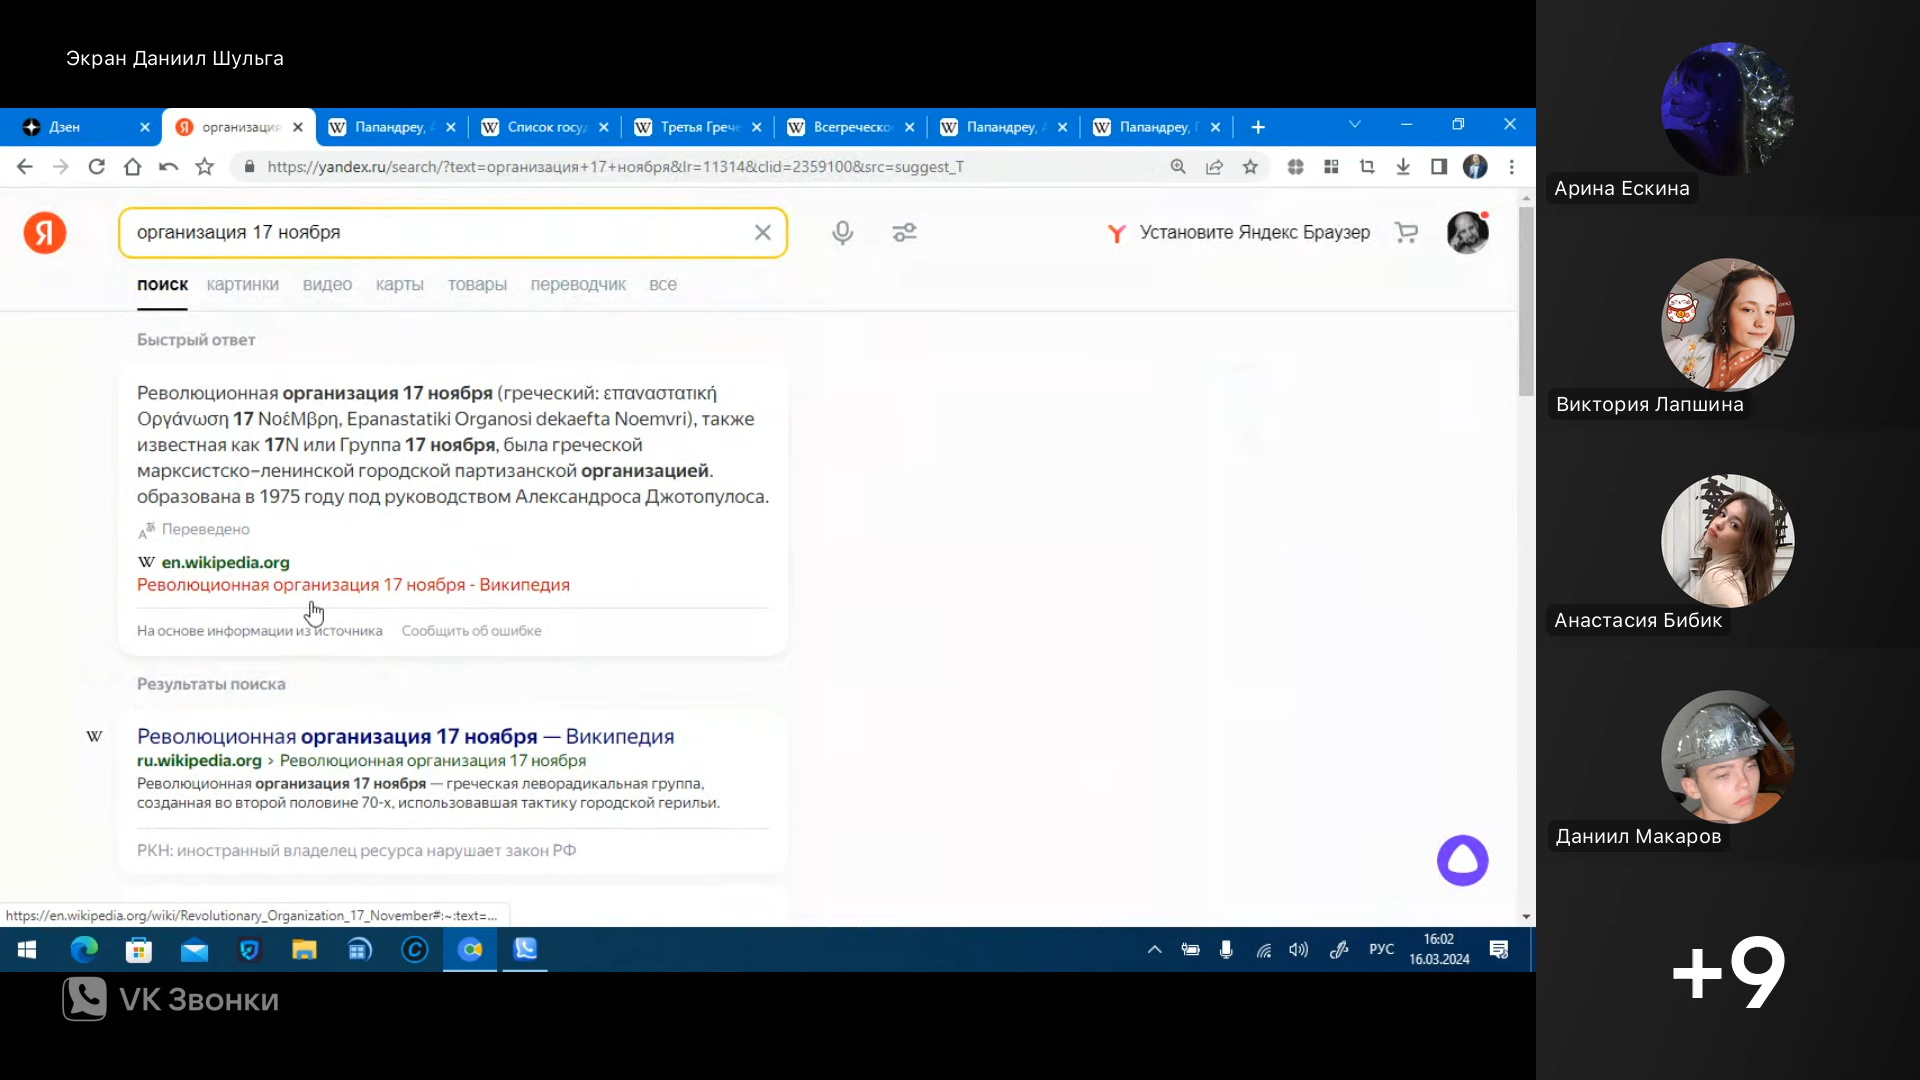 Экран Даниил Шульга
Дзен
организация
Папандреу, А
Список госу
Третья Грече
Всегреческо
Папандреу, А
Папандреу, Г
https://yandex.ru/search/?text=организация+17+ноября&lr=11314&clid=2359100&src=suggest_T
Я
организация 17 ноября
Установите Яндекс Браузер
поиск картинки видео карты товары переводчик все
Быстрый ответ
Революционная организация 17 ноября (греческий: επαναστατική
Οργάνωση 17 ΝοέΜβρη, Epanastatiki Organosi dekaefta Noemvri), также
известная как 17N или Группа 17 ноября, была греческой
марксистско-ленинской городской партизанской организацией.
образована в 1975 году под руководством Александроса Джотопулоса.
Переведено
en.wikipedia.org
Революционная организация 17 ноября - Википедия
На основе информации из источника Сообщить об ошибке
Результаты поиска
Революционная организация 17 ноября — Википедия
ru.wikipedia.org › Революционная организация 17 ноября
Революционная организация 17 ноября — греческая леворадикальная группа,
созданная во второй половине 70-х, использовавшая тактику городской герильи.
РКН: иностранный владелец ресурса нарушает закон РФ
https://en.wikipedia.org/wiki/Revolutionary_Organization_17_November#:~:text=...
РУС
16:02
16.03.2024
VK Звонки
Арина Ескина
Виктория Лапшина
Анастасия Бибик
Даниил Макаров
+9